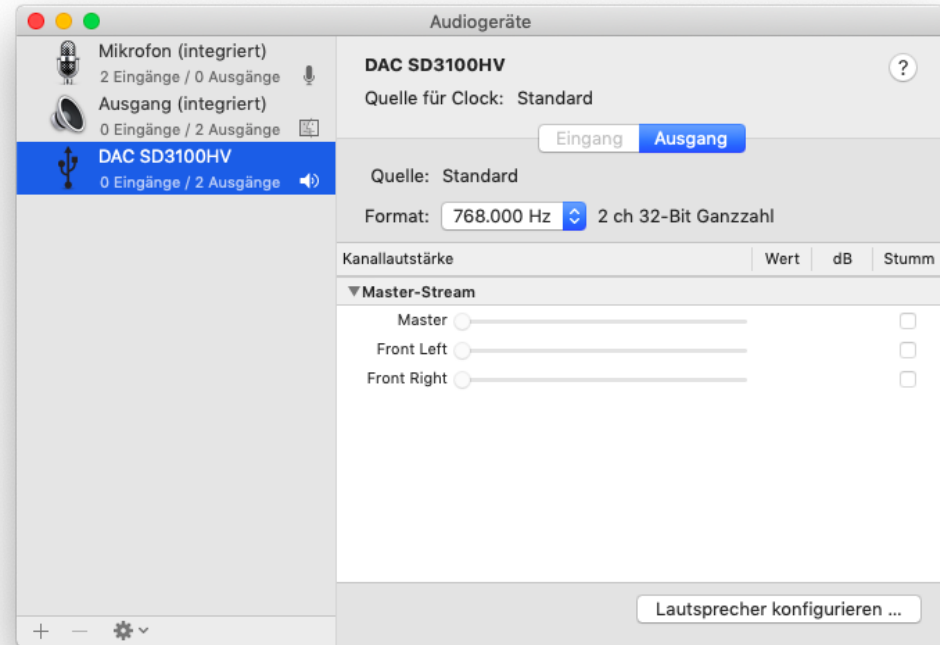 Audiogeräte
Mikrofon (integriert)
2 Eingänge / 0 Ausgänge
Ausgang (integriert)
0 Eingänge / 2 Ausgänge
DAC SD3100HV
0 Eingänge / 2 Ausgänge
DAC SD3100HV
?
Quelle für Clock: Standard
Eingang Ausgang
Quelle: Standard
Format: 768.000 Hz 2 ch 32-Bit Ganzzahl
Kanallautstärke Wert dB Stumm
Master-Stream
Master
Front Left
Front Right
Lautsprecher konfigurieren ...